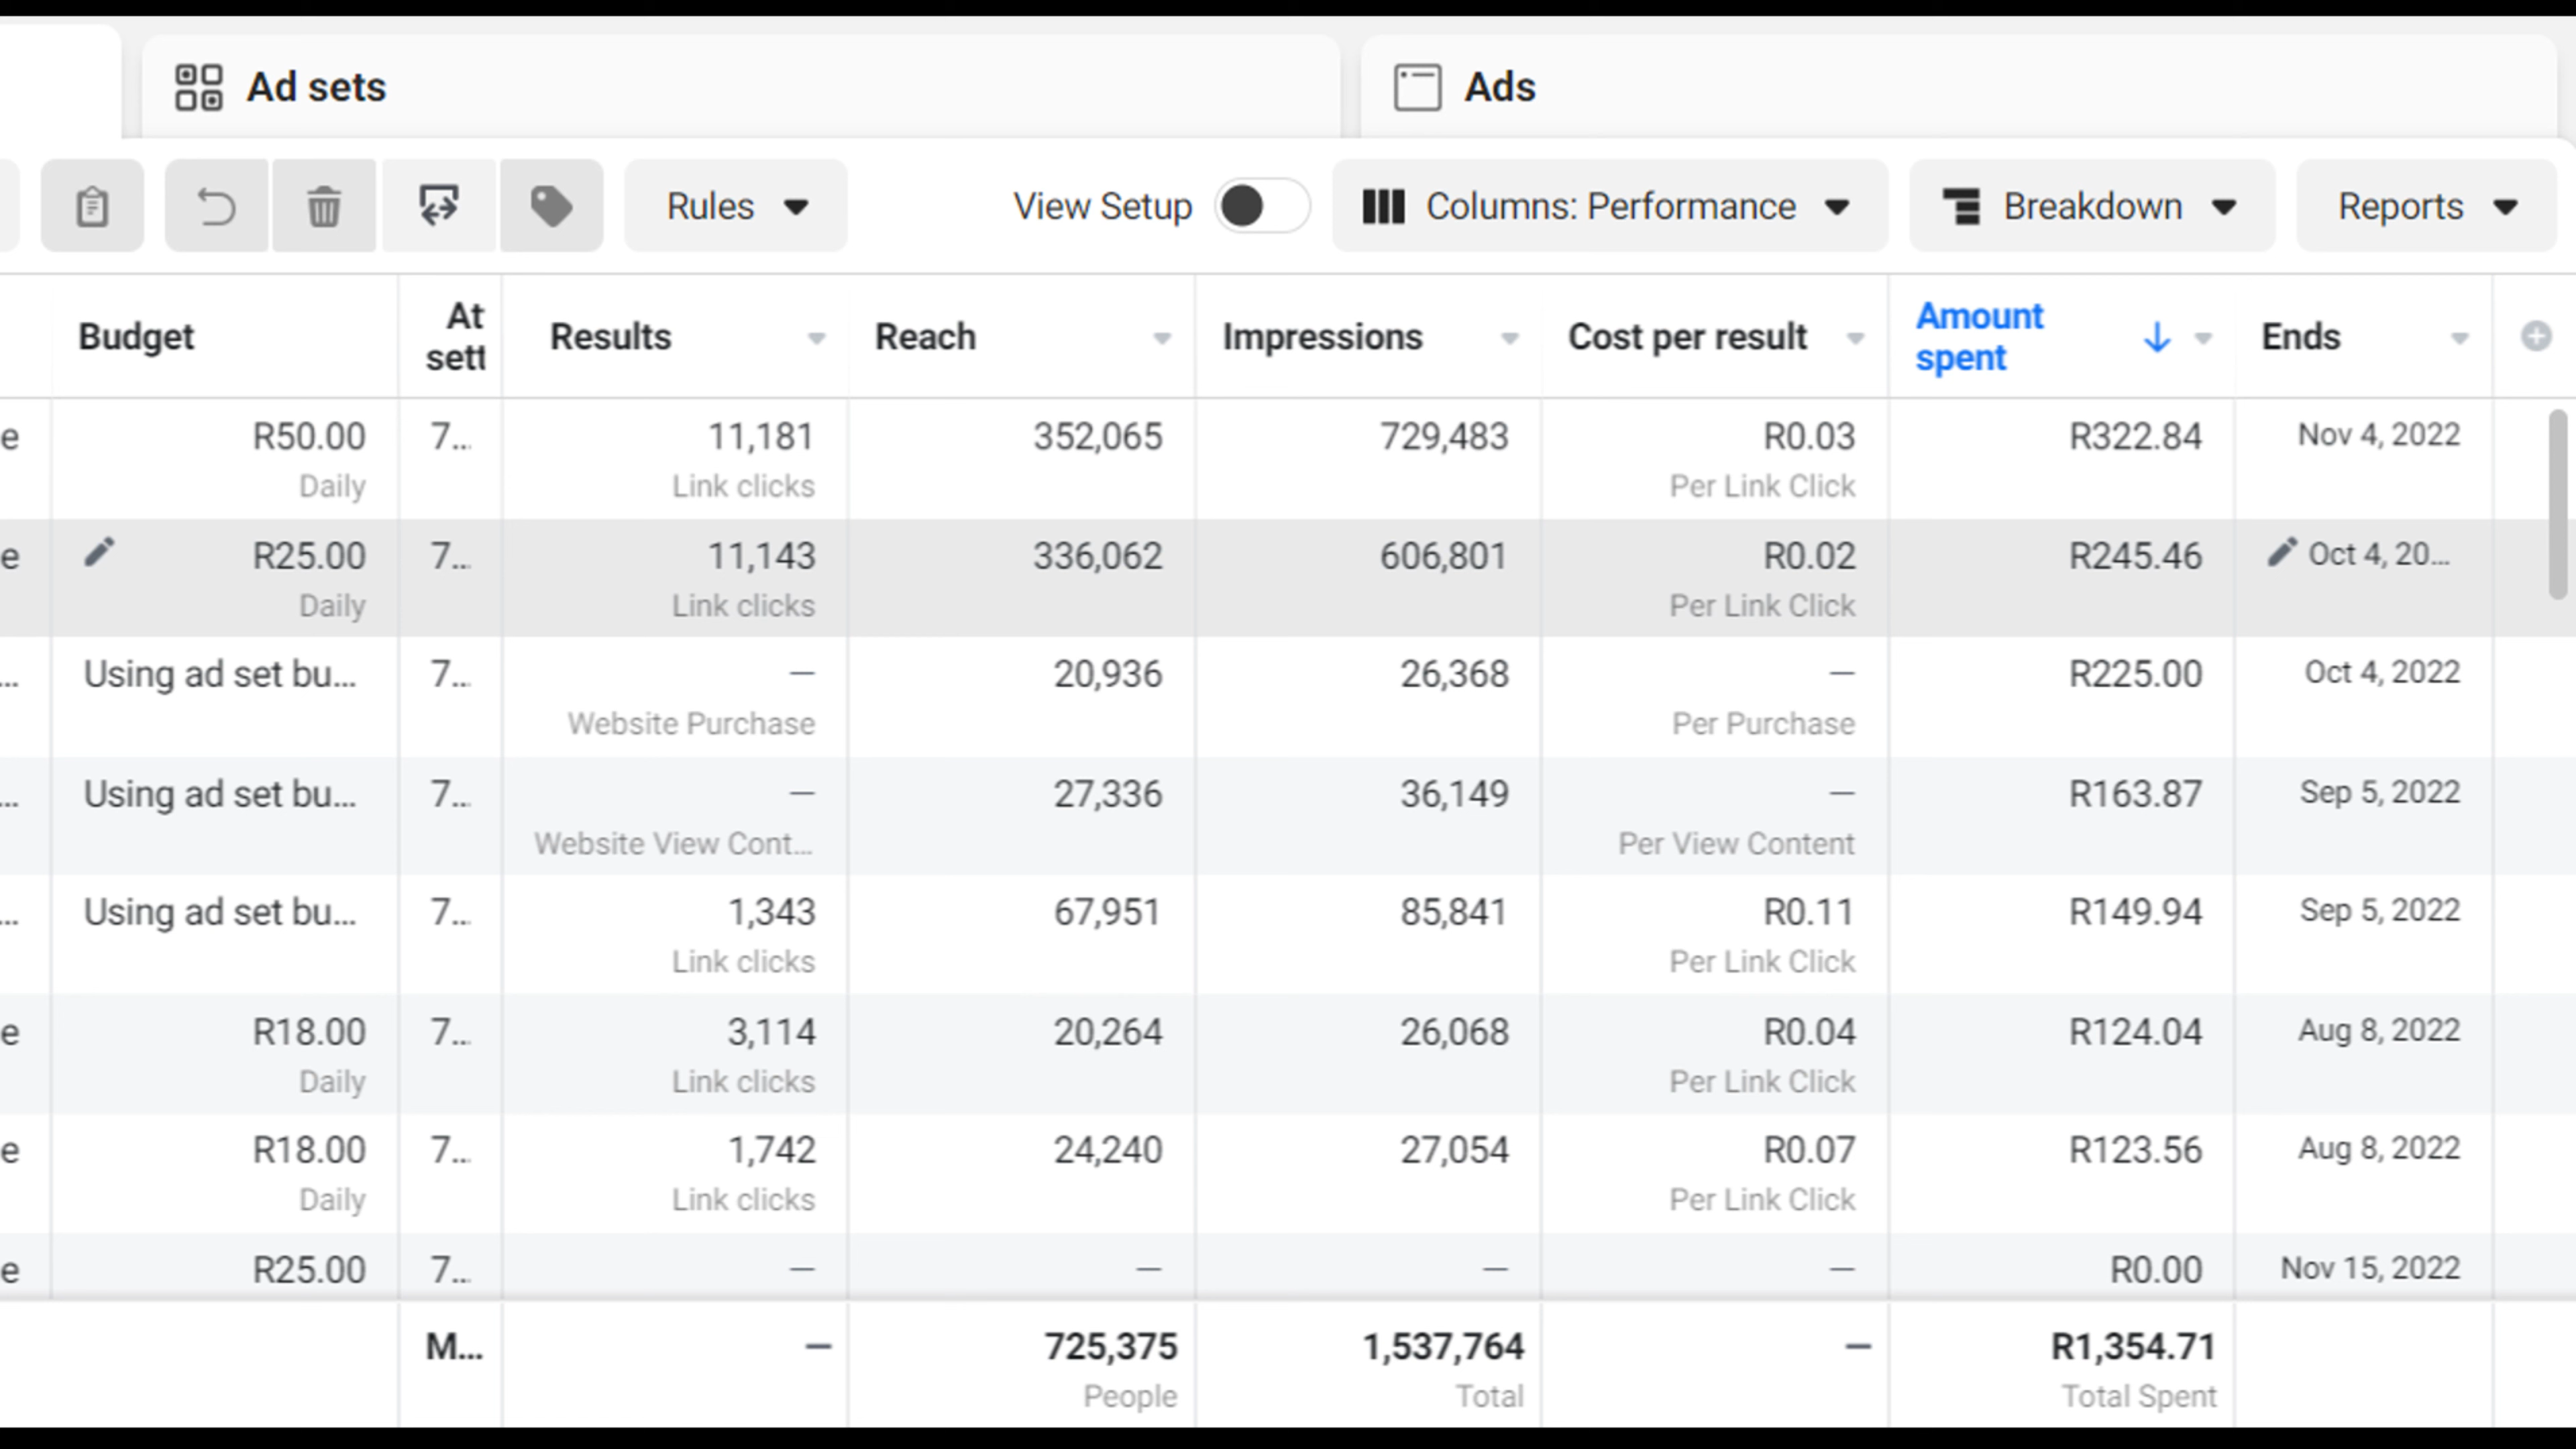 Ad sets
Ads
Rules
View Setup
Columns: Performance
Breakdown
Reports
Budget
At
sett
Results
Reach
Impressions
Cost per result
Amount
spent
Ends
e R50.00 7... 11,181 352,065 729,483 R0.03 R322.84 Nov 4, 2022
Daily Link clicks Per Link Click
e R25.00 7... 11,143 336,062 606,801 R0.02 R245.46 Oct 4, 20...
Daily Link clicks Per Link Click
... Using ad set bu... 7... — 20,936 26,368 — R225.00 Oct 4, 2022
Website Purchase Per Purchase
... Using ad set bu... 7... — 27,336 36,149 — R163.87 Sep 5, 2022
Website View Cont... Per View Content
... Using ad set bu... 7... 1,343 67,951 85,841 R0.11 R149.94 Sep 5, 2022
Link clicks Per Link Click
e R18.00 7... 3,114 20,264 26,068 R0.04 R124.04 Aug 8, 2022
Daily Link clicks Per Link Click
e R18.00 7... 1,742 24,240 27,054 R0.07 R123.56 Aug 8, 2022
Daily Link clicks Per Link Click
e R25.00 7... — — — — R0.00 Nov 15, 2022
M... — 725,375 1,537,764 — R1,354.71
People Total Total Spent